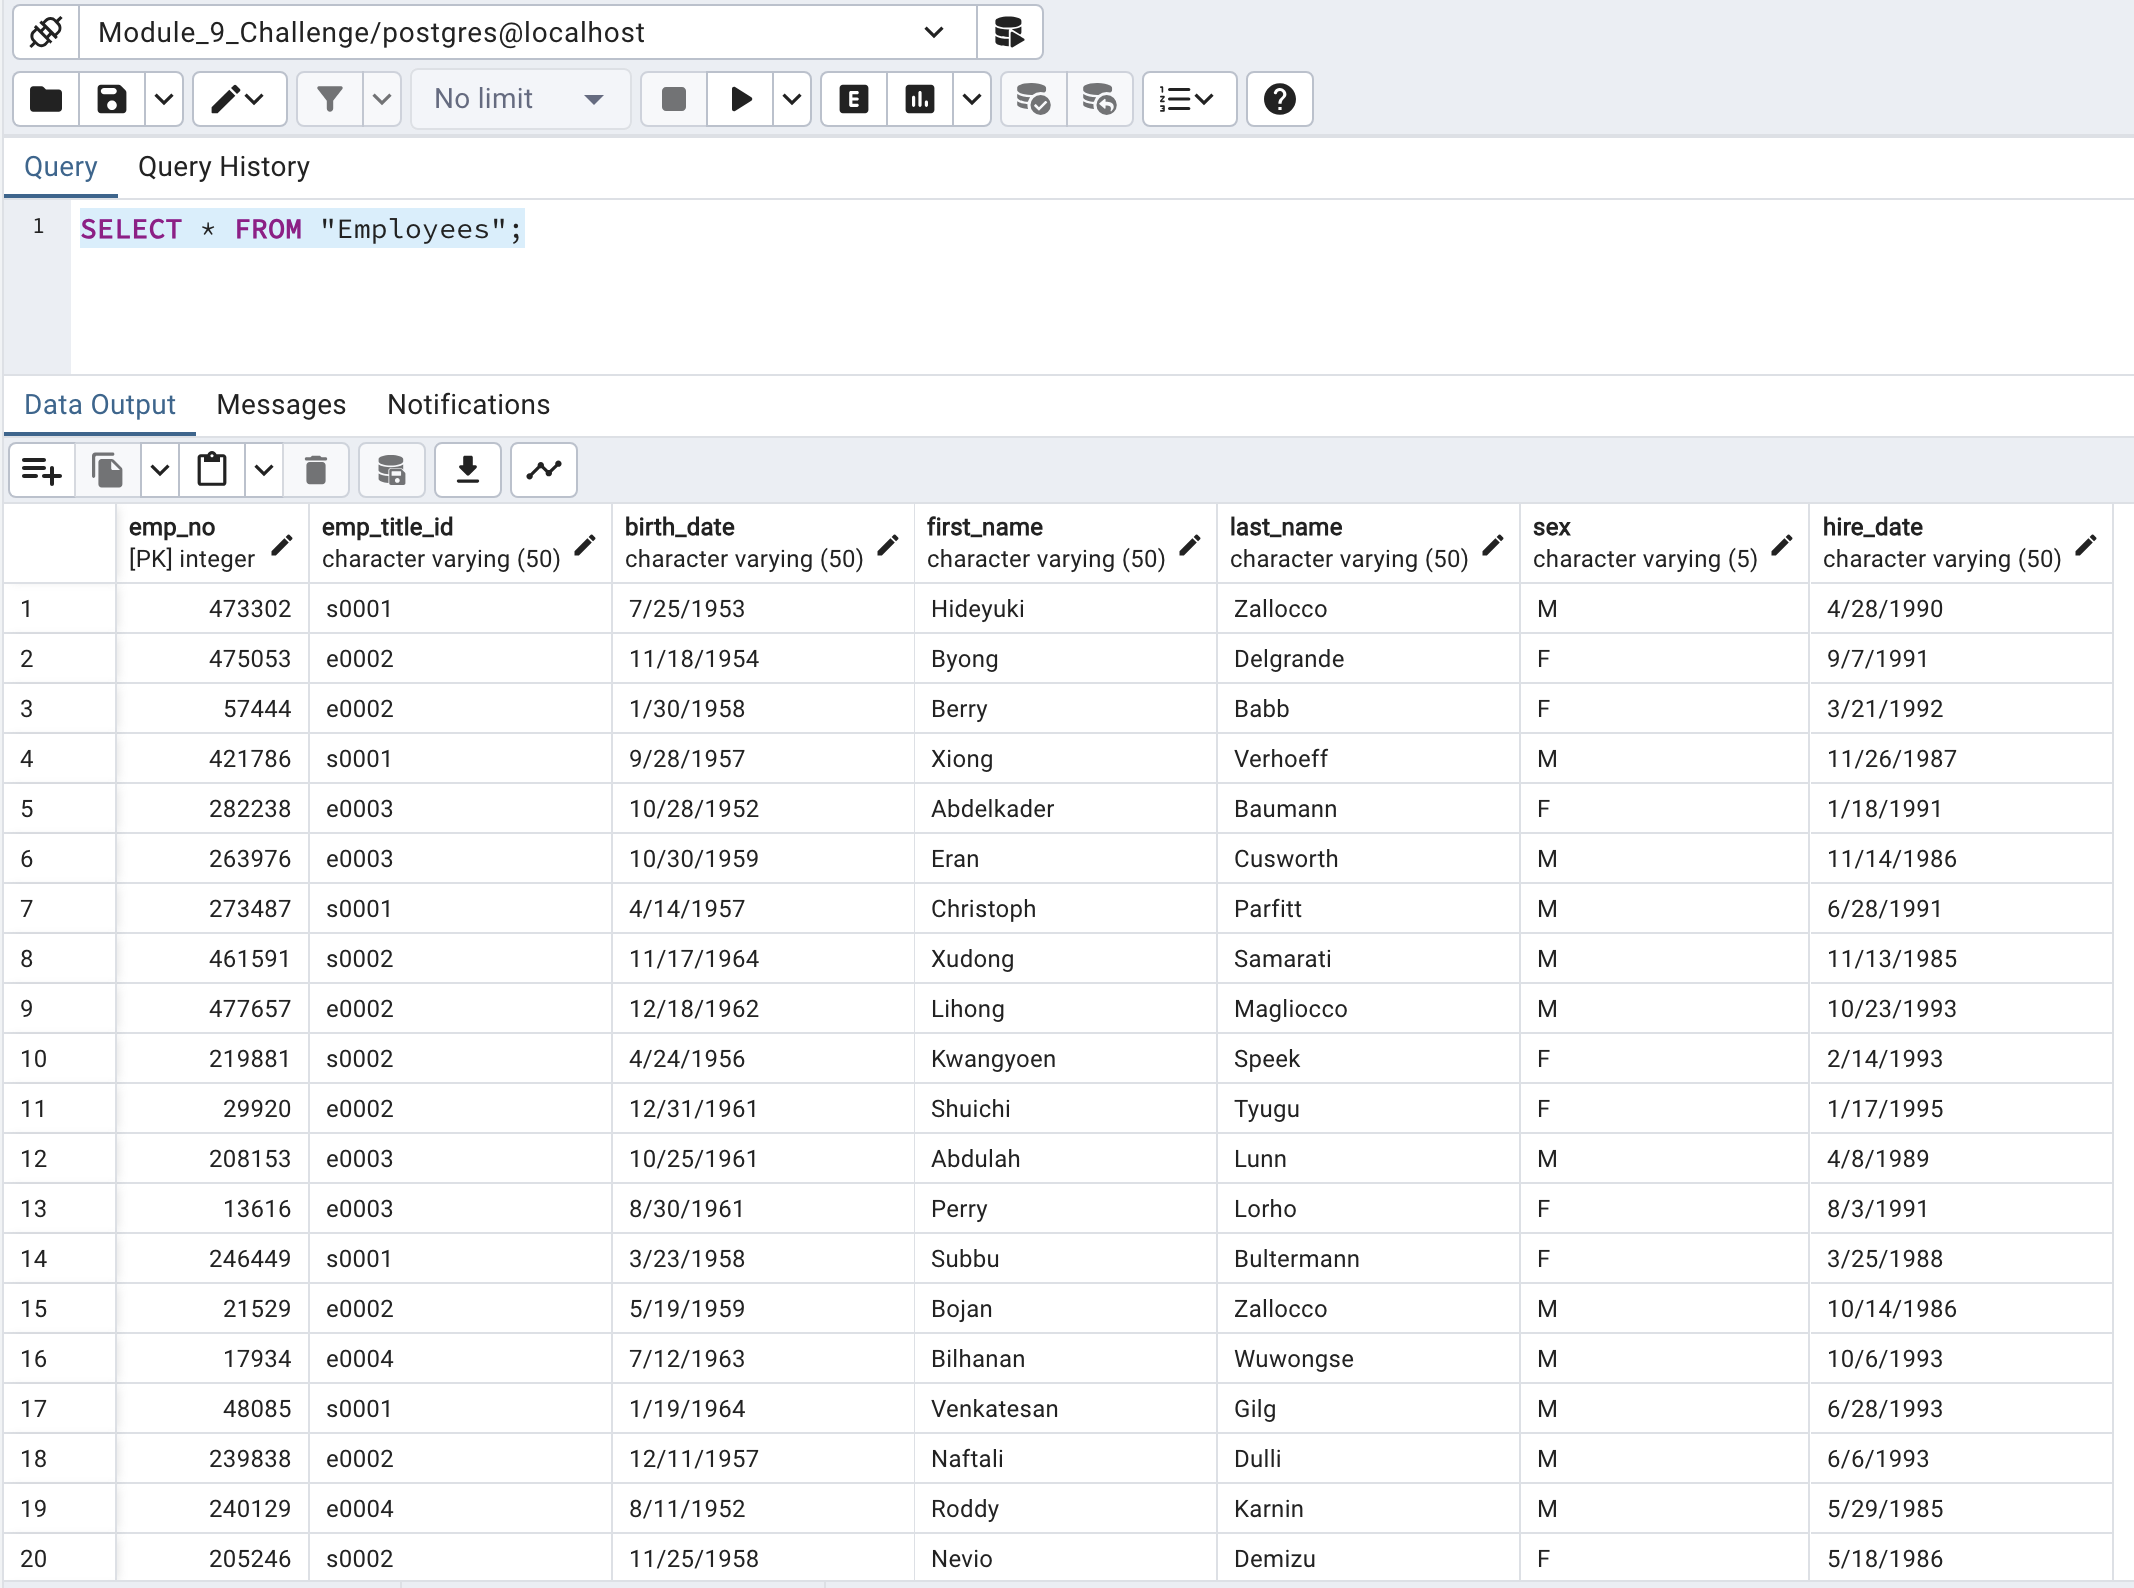 Module_9_Challenge/postgres@localhost
No limit
E
Query Query History
1 SELECT * FROM "Employees";
Data Output Messages Notifications
emp_no emp_title_id birth_date first_name last_name sex hire_date
[PK] integer character varying (50) character varying (50) character varying (50) character varying (50) character varying (5) character varying (50)
1 473302 s0001 7/25/1953 Hideyuki Zallocco M 4/28/1990
2 475053 e0002 11/18/1954 Byong Delgrande F 9/7/1991
3 57444 e0002 1/30/1958 Berry Babb F 3/21/1992
4 421786 s0001 9/28/1957 Xiong Verhoeff M 11/26/1987
5 282238 e0003 10/28/1952 Abdelkader Baumann F 1/18/1991
6 263976 e0003 10/30/1959 Eran Cusworth M 11/14/1986
7 273487 s0001 4/14/1957 Christoph Parfitt M 6/28/1991
8 461591 s0002 11/17/1964 Xudong Samarati M 11/13/1985
9 477657 e0002 12/18/1962 Lihong Magliocco M 10/23/1993
10 219881 s0002 4/24/1956 Kwangyoen Speek F 2/14/1993
11 29920 e0002 12/31/1961 Shuichi Tyugu F 1/17/1995
12 208153 e0003 10/25/1961 Abdulah Lunn M 4/8/1989
13 13616 e0003 8/30/1961 Perry Lorho F 8/3/1991
14 246449 s0001 3/23/1958 Subbu Bultermann F 3/25/1988
15 21529 e0002 5/19/1959 Bojan Zallocco M 10/14/1986
16 17934 e0004 7/12/1963 Bilhanan Wuwongse M 10/6/1993
17 48085 s0001 1/19/1964 Venkatesan Gilg M 6/28/1993
18 239838 e0002 12/11/1957 Naftali Dulli M 6/6/1993
19 240129 e0004 8/11/1952 Roddy Karnin M 5/29/1985
20 205246 s0002 11/25/1958 Nevio Demizu F 5/18/1986